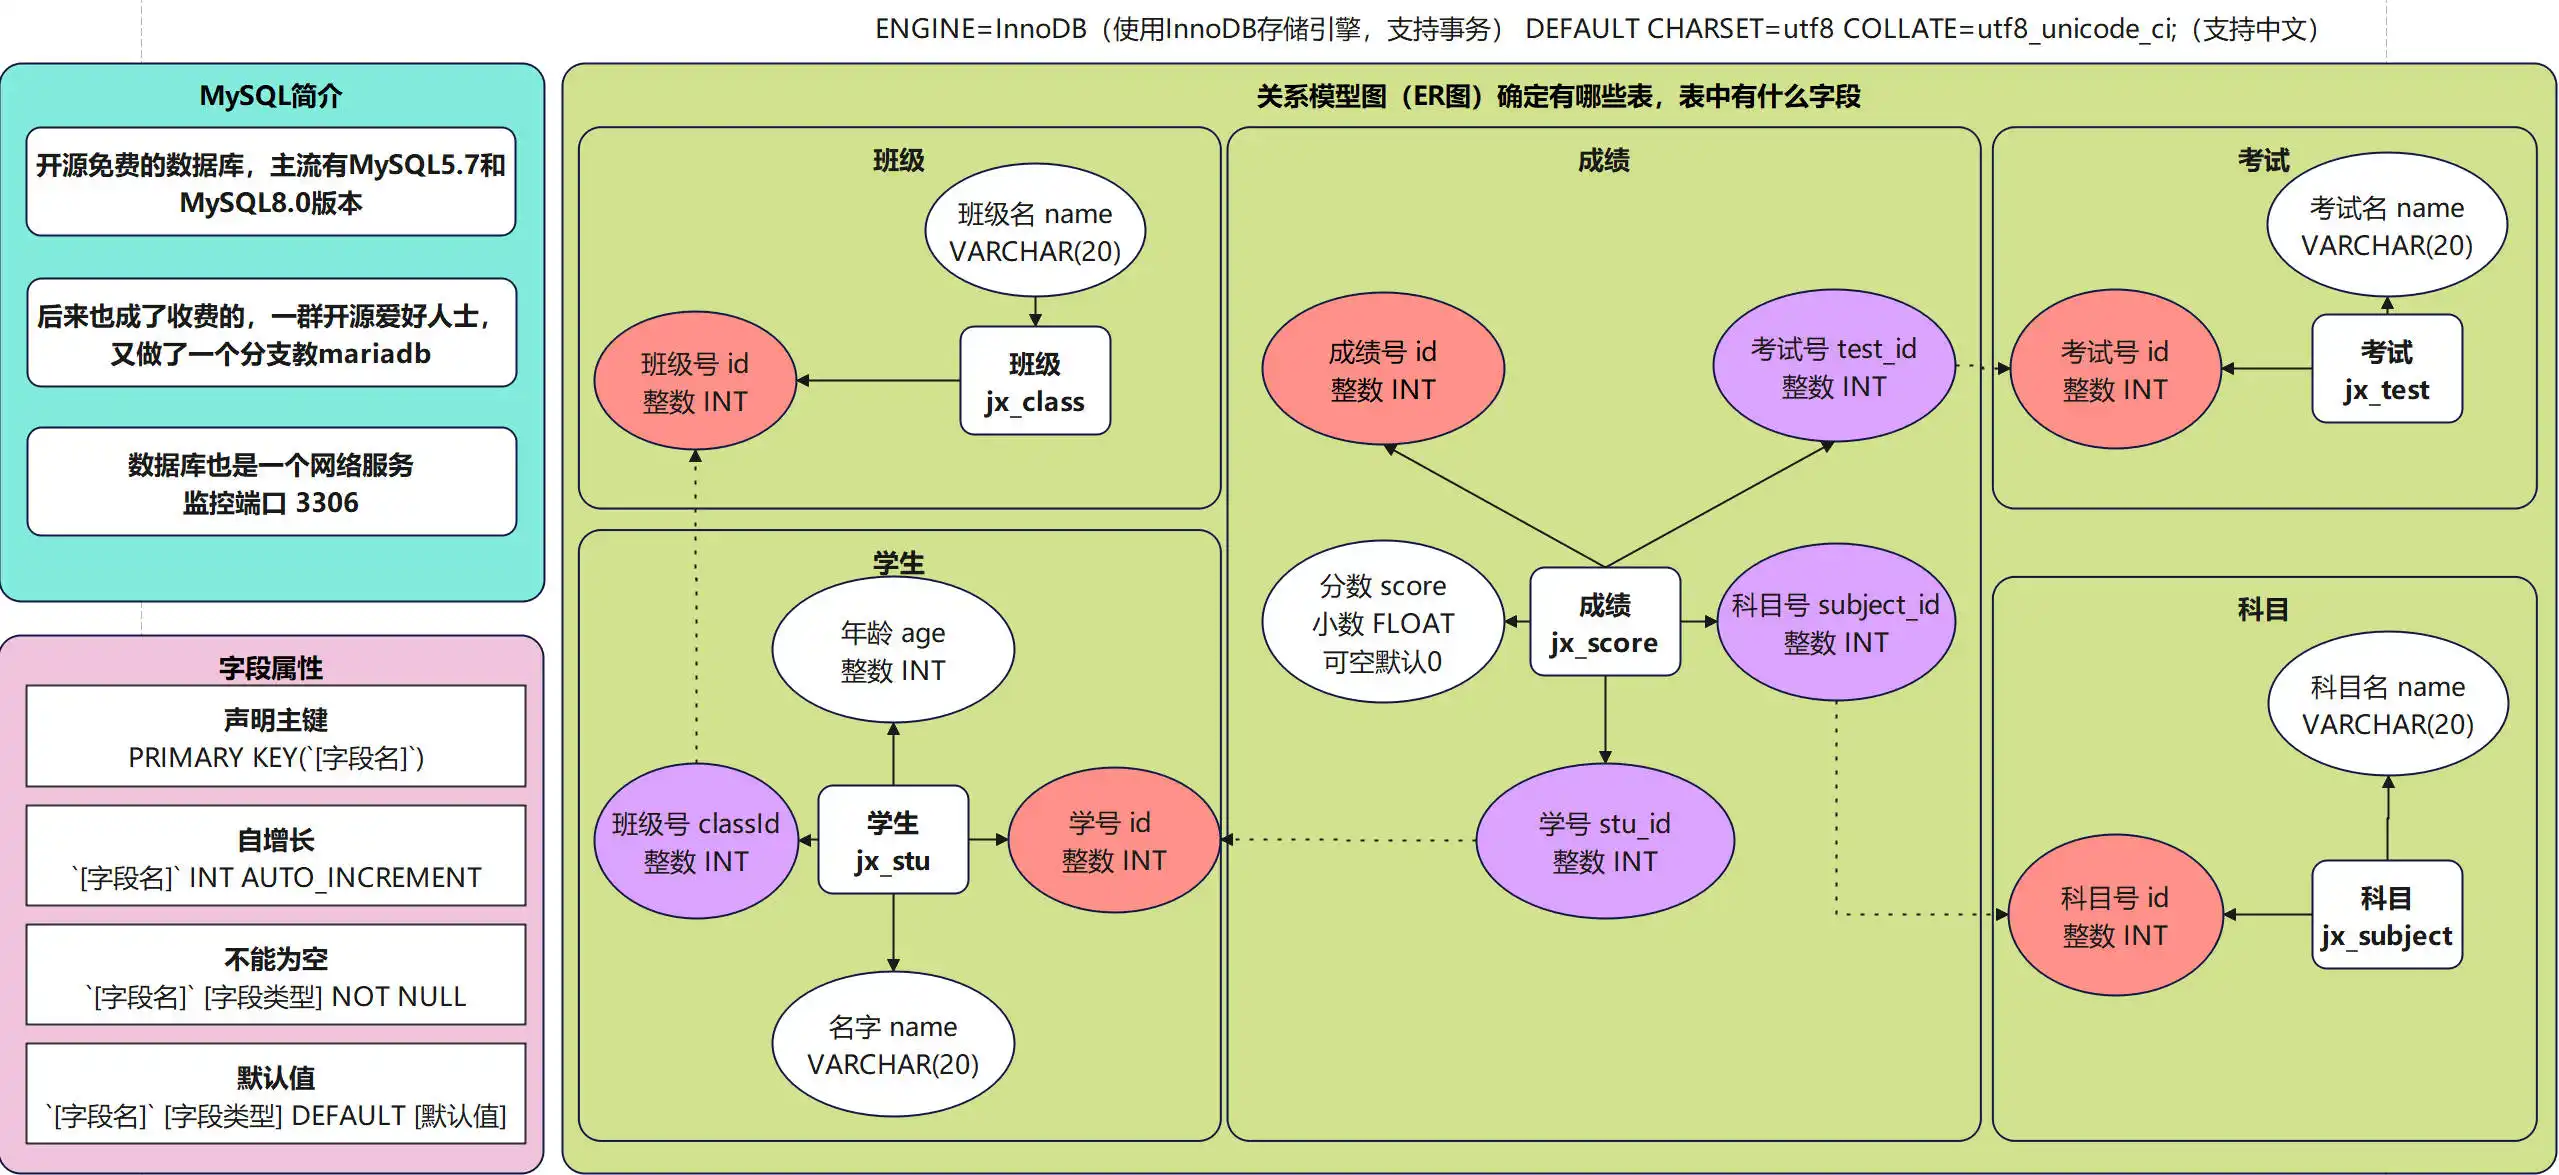 ENGINE=InnoDB（使用InnoDB存储引擎，支持事务） DEFAULT CHARSET=utf8 COLLATE=utf8_unicode_ci;（支持中文）
MySQL简介
开源免费的数据库，主流有MySQL5.7和
MySQL8.0版本
后来也成了收费的，一群开源爱好人士，
又做了一个分支教mariadb
数据库也是一个网络服务
监控端口 3306
字段属性
声明主键
PRIMARY KEY(`[字段名]`)
自增长
`[字段名]` INT AUTO_INCREMENT
不能为空
`[字段名]` [字段类型] NOT NULL
默认值
`[字段名]` [字段类型] DEFAULT [默认值]
关系模型图（ER图）确定有哪些表，表中有什么字段
班级
班级名 name
VARCHAR(20)
班级号 id
整数 INT
班级
jx_class
学生
年龄 age
整数 INT
班级号 classId
整数 INT
学生
jx_stu
学号 id
整数 INT
名字 name
VARCHAR(20)
成绩
成绩号 id
整数 INT
考试号 test_id
整数 INT
分数 score
小数 FLOAT
可空默认0
成绩
jx_score
科目号 subject_id
整数 INT
学号 stu_id
整数 INT
考试
考试名 name
VARCHAR(20)
考试号 id
整数 INT
考试
jx_test
科目
科目名 name
VARCHAR(20)
科目号 id
整数 INT
科目
jx_subject